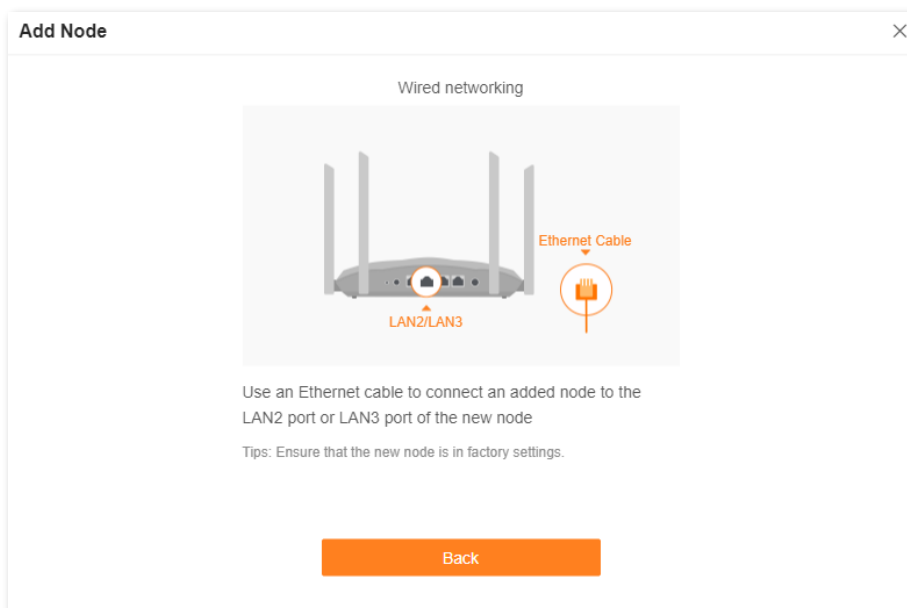 Add Node
Wired networking
Ethernet Cable
LAN2/LAN3
Use an Ethernet cable to connect an added node to the
LAN2 port or LAN3 port of the new node
Tips: Ensure that the new node is in factory settings.
Back